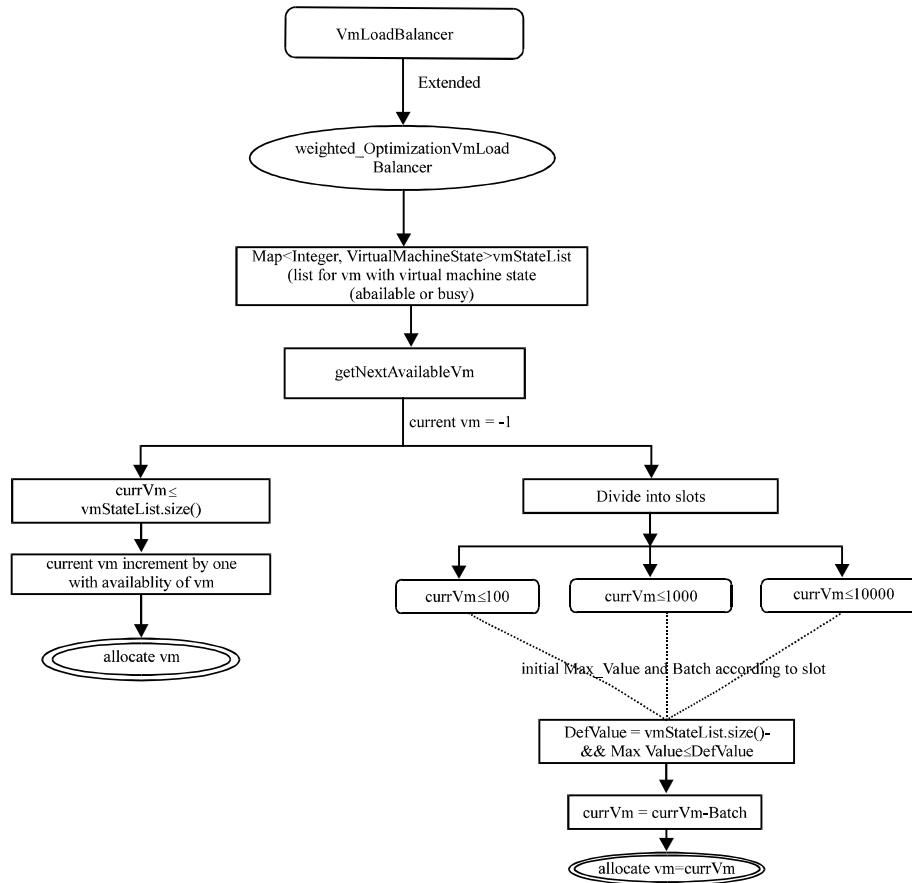 VmLoadBalancer
Extended
weighted_OptimizationVmLoad
Balancer
Map<Integer, VirtualMachineState>vmStateList
(list for vm with virtual machine state
(abailable or busy)
getNextAvailableVm
current vm = -1
currVm≤
vmStateList.size()
Divide into slots
current vm increment by one
with availablity of vm
currVm≤100
currVm≤1000
currVm≤10000
allocate vm
initial Max_Value and Batch according to slot
DefValue = vmStateList.size()-
&& Max Value≤DefValue
currVm = currVm-Batch
allocate vm=currVm